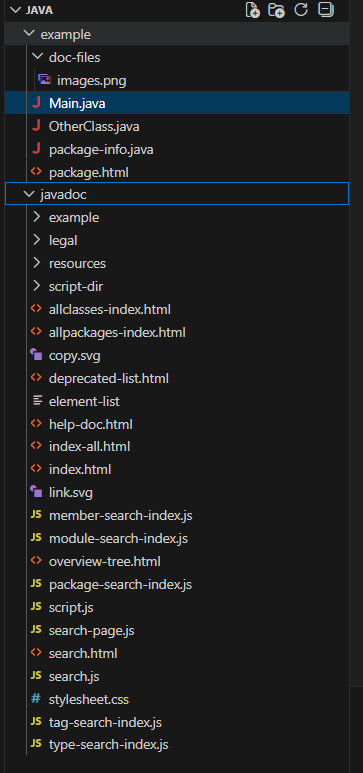 JAVA
example
doc-files
images.png
Main.java
OtherClass.java
package-info.java
package.html
javadoc
example
legal
resources
script-dir
allclasses-index.html
allpackages-index.html
copy.svg
deprecated-list.html
element-list
help-doc.html
index-all.html
index.html
link.svg
member-search-index.js
module-search-index.js
overview-tree.html
package-search-index.js
script.js
search-page.js
search.html
search.js
stylesheet.css
tag-search-index.js
type-search-index.js